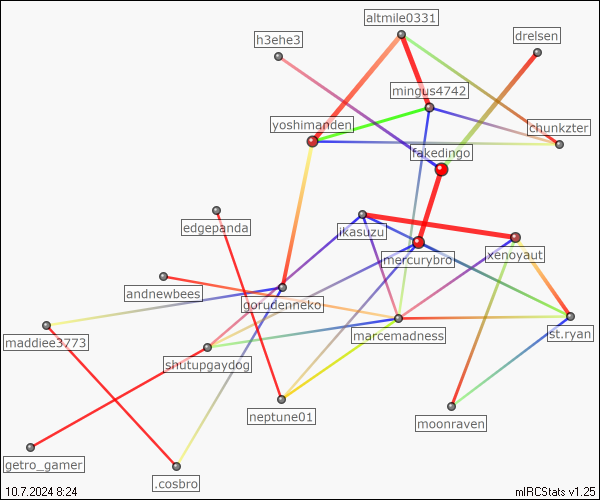 altmile0331
h3ehe3
drelsen
mingus4742
yoshimanden
chunkzter
fakedingo
edgepanda
ikasuzu
mercurybro
xenoyaut
andnewbees
gorudenneko
maddiee3773
marcemadness
st.ryan
shutupgaydog
neptune01
moonraven
getro_gamer
.cosbro
10.7.2024 8:24
mIRCStats v1.25